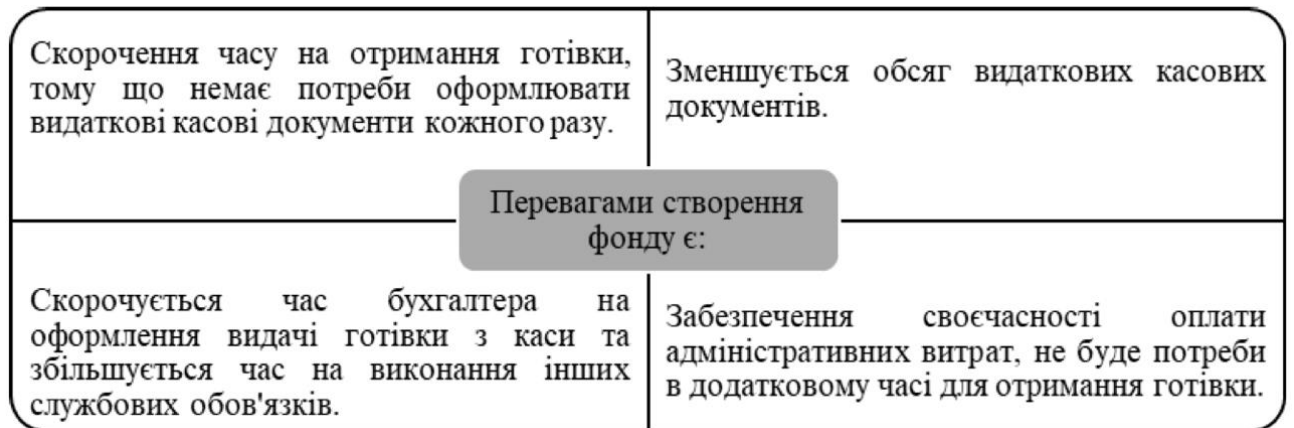 Скорочення часу на отримання готівки,
тому що немає потреби оформлювати
видаткові касові документи кожного разу.
Зменшується обсяг видаткових касових
документів.
Перевагами створення
фонду є:
Скорочується час бухгалтера на
оформлення видачі готівки з каси та
збільшується час на виконання інших
службових обов'язків.
Забезпечення своєчасності оплати
адміністративних витрат, не буде потреби
в додатковому часі для отримання готівки.